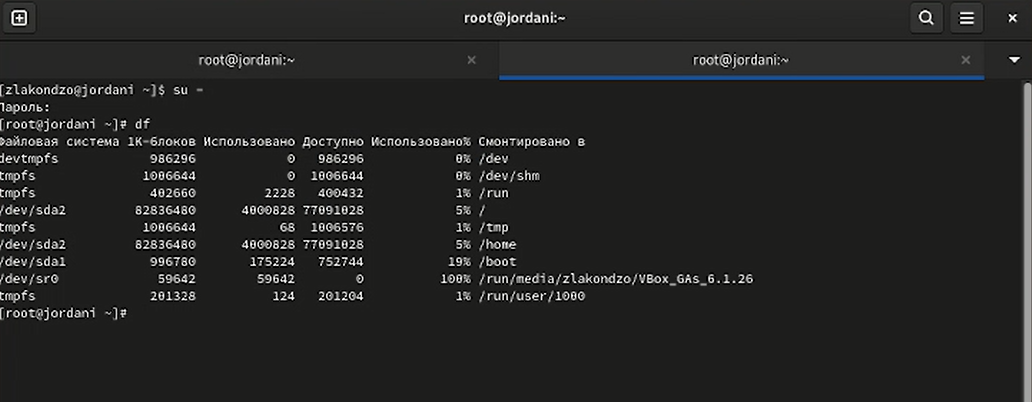 root@jordani:~
root@jordani:~ root@jordani:~
[zlakondzo@jordani ~]$ su -
Пароль:
[root@jordani ~]# df
Файловая система 1K-блоков Использовано Доступно Использовано% Смонтировано в
devtmpfs 986296 0 986296 0% /dev
tmpfs 1006644 0 1006644 0% /dev/shm
tmpfs 402660 2228 400432 1% /run
/dev/sda2 82836480 4000828 77091028 5% /
tmpfs 1006644 68 1006576 1% /tmp
/dev/sda2 82836480 4000828 77091028 5% /home
/dev/sda1 996780 175224 752744 19% /boot
/dev/sr0 59642 59642 0 100% /run/media/zlakondzo/VBox_GAs_6.1.26
tmpfs 201328 124 201204 1% /run/user/1000
[root@jordani ~]#